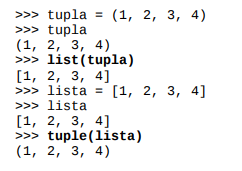 >>> tupla = (1, 2, 3, 4)
>>> tupla
(1, 2, 3, 4)
>>> list(tupla)
[1, 2, 3, 4]
>>> lista = [1, 2, 3, 4]
>>> lista
[1, 2, 3, 4]
>>> tuple(lista)
(1, 2, 3, 4)